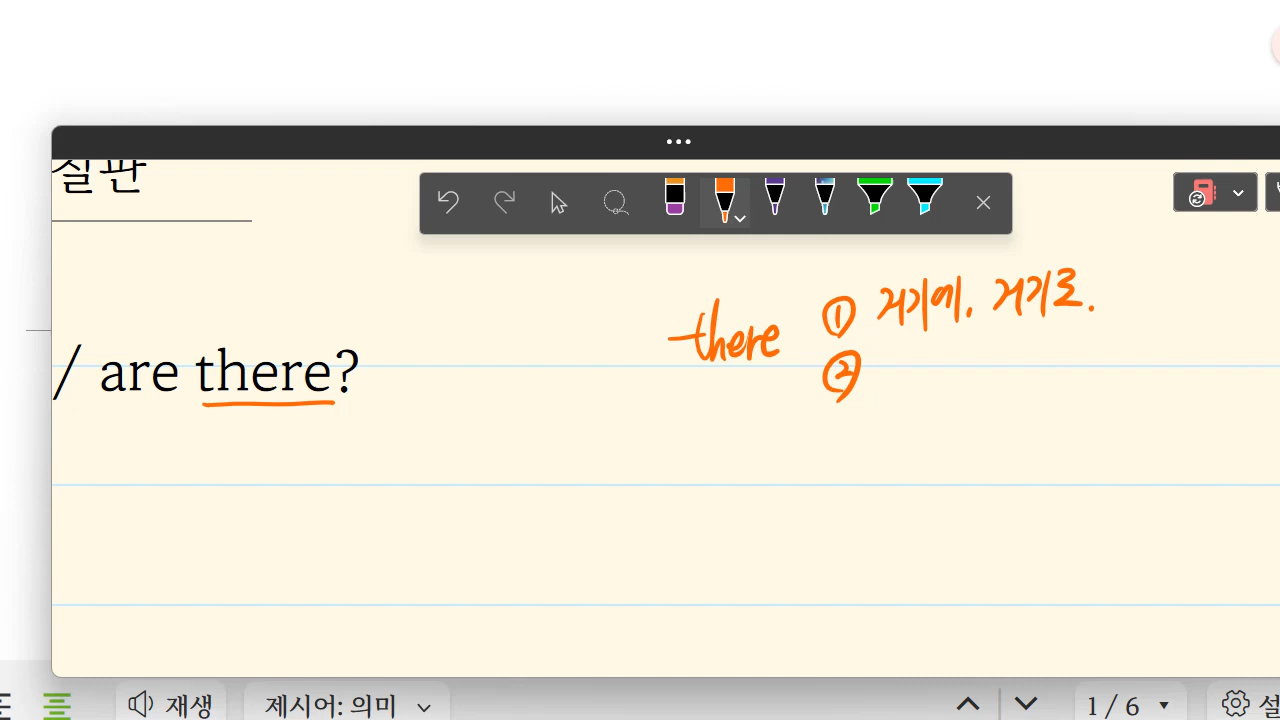 칠판
there ① 거기에, 거기로.
/ are there?
②
재생
제시어: 의미
1 / 6
설